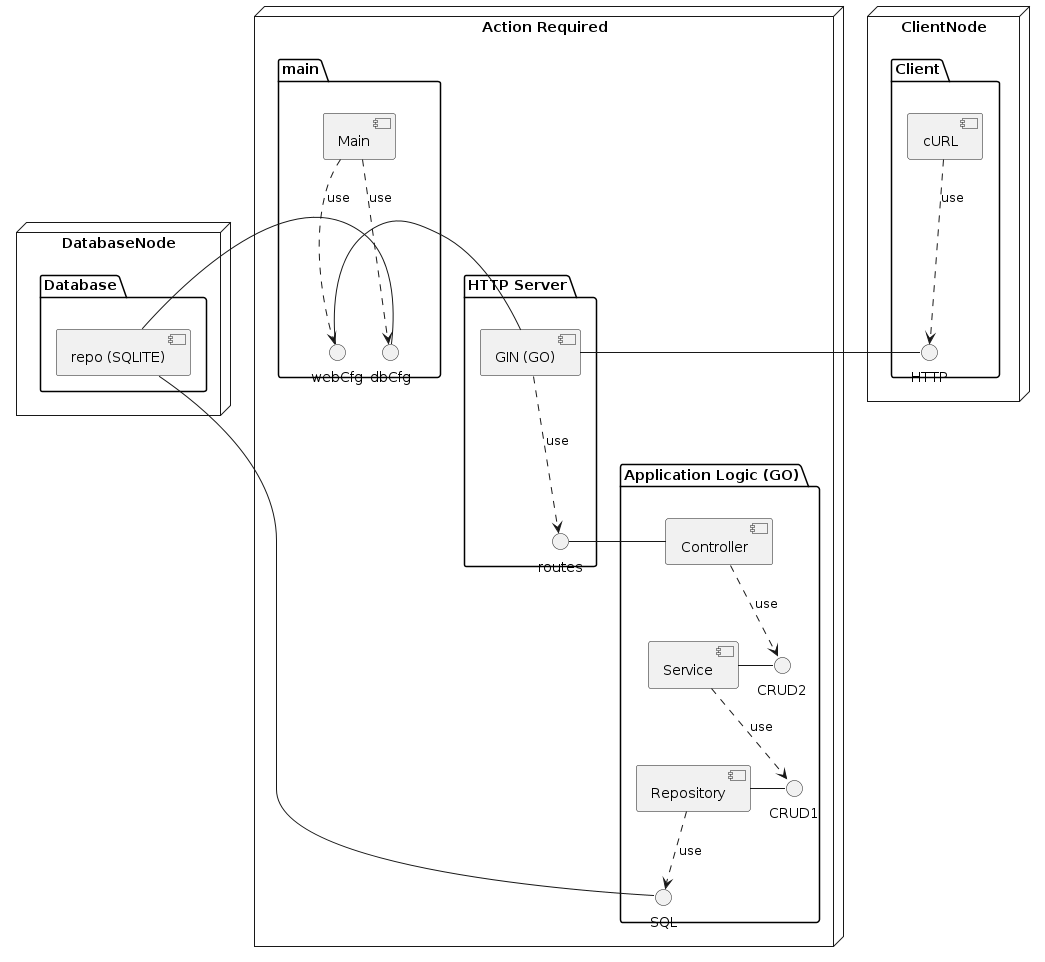 Action Required
ClientNode
main
Client
Main
cURL
use
use
use
DatabaseNode
Database
HTTP Server
repo (SQLITE)
GIN (GO)
webCfg
dbCfg
HTTP
use
Application Logic (GO)
Controller
routes
use
Service
CRUD2
use
Repository
CRUD1
use
SQL